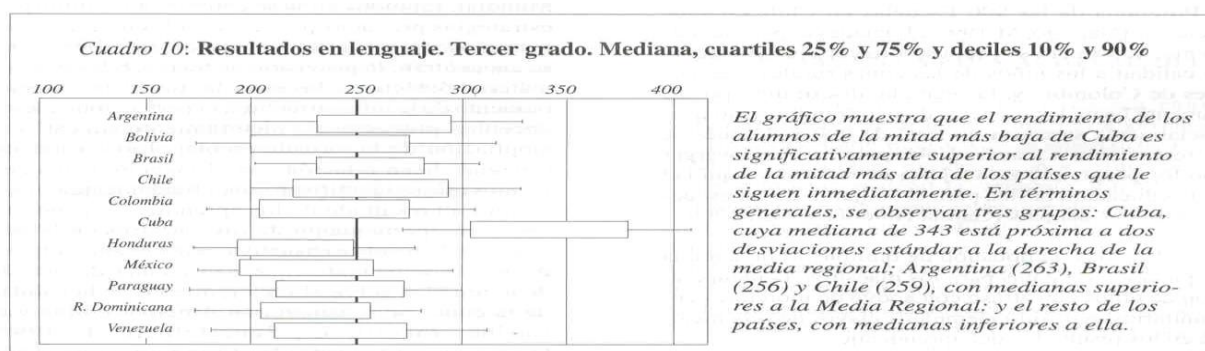 Cuadro 10: Resultados en lenguaje. Tercer grado. Mediana, cuartiles 25% y 75% y deciles 10% y 90%
100 150 200 250 300 350 400
Argentina
Bolivia
Brasil
Chile
Colombia
Cuba
Honduras
México
Paraguay
R. Dominicana
Venezuela
El gráfico muestra que el rendimiento de los
alumnos de la mitad más baja de Cuba es
significativamente superior al rendimiento
de la mitad más alta de los países que le
siguen inmediatamente. En términos
generales, se observan tres grupos: Cuba,
cuya mediana de 343 está próxima a dos
desviaciones estándar a la derecha de la
media regional; Argentina (263), Brasil
(256) y Chile (259), con medianas superio-
res a la Media Regional; y el resto de los
países, con medianas inferiores a ella.